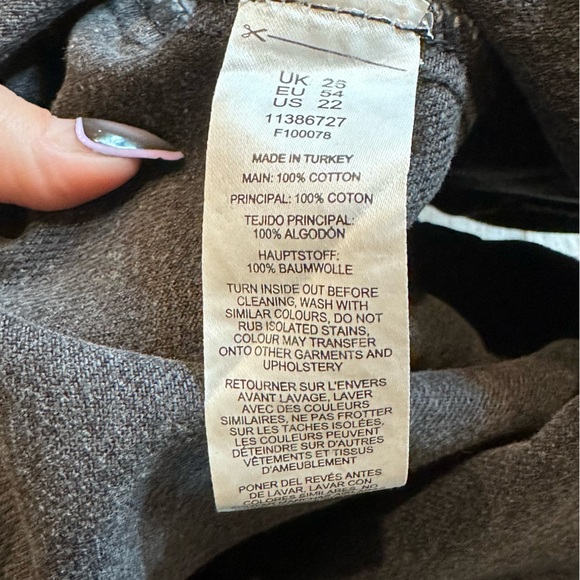 UK 26
EU 54
US 22
11386727
F100078
MADE IN TURKEY
MAIN: 100% COTTON
PRINCIPAL: 100% COTON
TEJIDO PRINCIPAL:
100% ALGODÓN
HAUPTSTOFF:
100% BAUMWOLLE
TURN INSIDE OUT BEFORE
CLEANING, WASH WITH
SIMILAR COLOURS, DO NOT
RUB ISOLATED STAINS,
COLOUR MAY TRANSFER
ONTO OTHER GARMENTS AND
UPHOLSTERY
RETOURNER SUR L'ENVERS
AVANT LAVAGE, LAVER
AVEC DES COULEURS
SIMILAIRES, NE PAS FROTTER
SUR LES TACHES ISOLÉES,
LES COULEURS PEUVENT
DÉTEINDRE SUR D'AUTRES
VÊTEMENTS ET TISSUS
D'AMEUBLEMENT
PONER DEL REVÉS ANTES
DE LAVAR, LAVAR CON
COLORES SIMILARES, NO